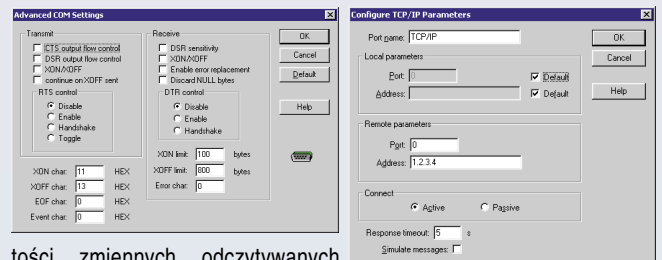 Advanced COM Settings
Transmit
CTS output flow control
DSR output flow control
XON/XOFF
continue on XOFF sent
RTS control
Disable
Enable
Handshake
Toggle
XON char: 11 HEX
XOFF char: 13 HEX
EOF char: 0 HEX
Event char: 0 HEX
Receive
DSR sensitivity
XON/XOFF
Enable error replacement
Discard NULL bytes
DTR control
Disable
Enable
Handshake
XON limit: 100 bytes
XOFF limit: 800 bytes
Error char: 0
OK
Cancel
Default
Help
Configure TCP/IP Parameters
Port name: TCP/IP
Local parameters
Port: 0 Default
Address: Default
Remote parameters
Port: 0
Address: 1.2.3.4
Connect
Active Passive
Response timeout: 5 s
Simulate messages:
OK
Cancel
Help
tości zmiennych odczytywanych